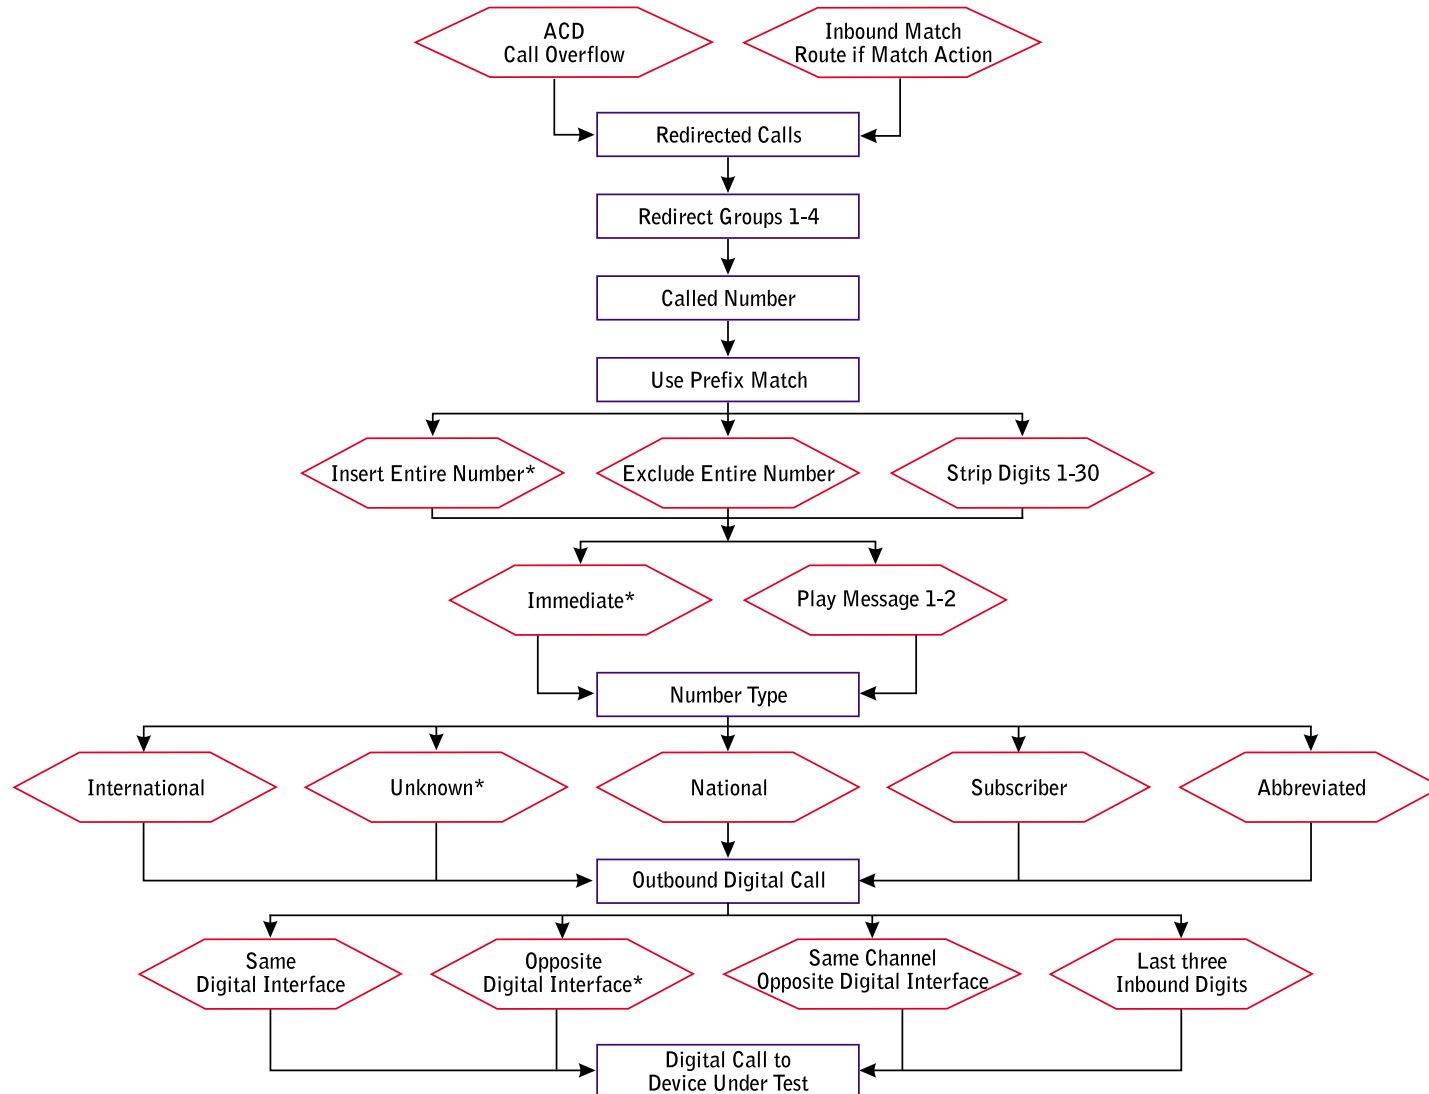 ACD
Call Overflow
Inbound Match
Route if Match Action
Redirected Calls
Redirect Groups 1-4
Called Number
Use Prefix Match
Insert Entire Number*
Exclude Entire Number
Strip Digits 1-30
Immediate*
Play Message 1-2
Number Type
International
Unknown*
National
Subscriber
Abbreviated
Outbound Digital Call
Same
Digital Interface
Opposite
Digital Interface*
Same Channel
Opposite Digital Interface
Last three
Inbound Digits
Digital Call to
Device Under Test